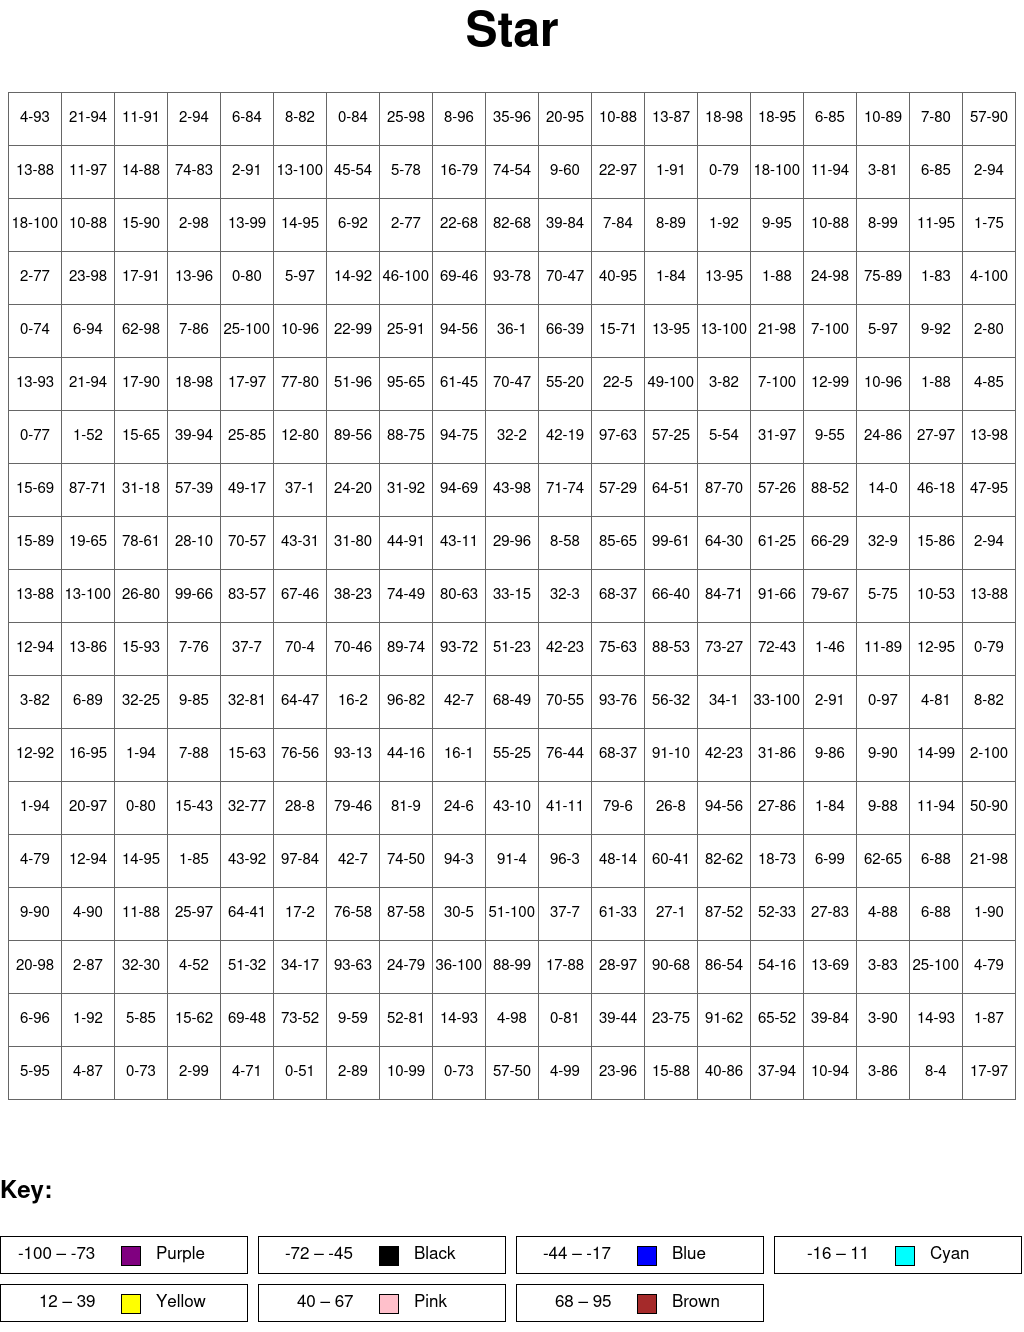 Star
4-93 21-94 11-91 2-94 6-84 8-82 0-84 25-98 8-96 35-96 20-95 10-88 13-87 18-98 18-95 6-85 10-89 7-80 57-90
13-88 11-97 14-88 74-83 2-91 13-100 45-54 5-78 16-79 74-54 9-60 22-97 1-91 0-79 18-100 11-94 3-81 6-85 2-94
18-100 10-88 15-90 2-98 13-99 14-95 6-92 2-77 22-68 82-68 39-84 7-84 8-89 1-92 9-95 10-88 8-99 11-95 1-75
2-77 23-98 17-91 13-96 0-80 5-97 14-92 46-100 69-46 93-78 70-47 40-95 1-84 13-95 1-88 24-98 75-89 1-83 4-100
0-74 6-94 62-98 7-86 25-100 10-96 22-99 25-91 94-56 36-1 66-39 15-71 13-95 13-100 21-98 7-100 5-97 9-92 2-80
13-93 21-94 17-90 18-98 17-97 77-80 51-96 95-65 61-45 70-47 55-20 22-5 49-100 3-82 7-100 12-99 10-96 1-88 4-85
0-77 1-52 15-65 39-94 25-85 12-80 89-56 88-75 94-75 32-2 42-19 97-63 57-25 5-54 31-97 9-55 24-86 27-97 13-98
15-69 87-71 31-18 57-39 49-17 37-1 24-20 31-92 94-69 43-98 71-74 57-29 64-51 87-70 57-26 88-52 14-0 46-18 47-95
15-89 19-65 78-61 28-10 70-57 43-31 31-80 44-91 43-11 29-96 8-58 85-65 99-61 64-30 61-25 66-29 32-9 15-86 2-94
13-88 13-100 26-80 99-66 83-57 67-46 38-23 74-49 80-63 33-15 32-3 68-37 66-40 84-71 91-66 79-67 5-75 10-53 13-88
12-94 13-86 15-93 7-76 37-7 70-4 70-46 89-74 93-72 51-23 42-23 75-63 88-53 73-27 72-43 1-46 11-89 12-95 0-79
3-82 6-89 32-25 9-85 32-81 64-47 16-2 96-82 42-7 68-49 70-55 93-76 56-32 34-1 33-100 2-91 0-97 4-81 8-82
12-92 16-95 1-94 7-88 15-63 76-56 93-13 44-16 16-1 55-25 76-44 68-37 91-10 42-23 31-86 9-86 9-90 14-99 2-100
1-94 20-97 0-80 15-43 32-77 28-8 79-46 81-9 24-6 43-10 41-11 79-6 26-8 94-56 27-86 1-84 9-88 11-94 50-90
4-79 12-94 14-95 1-85 43-92 97-84 42-7 74-50 94-3 91-4 96-3 48-14 60-41 82-62 18-73 6-99 62-65 6-88 21-98
9-90 4-90 11-88 25-97 64-41 17-2 76-58 87-58 30-5 51-100 37-7 61-33 27-1 87-52 52-33 27-83 4-88 6-88 1-90
20-98 2-87 32-30 4-52 51-32 34-17 93-63 24-79 36-100 88-99 17-88 28-97 90-68 86-54 54-16 13-69 3-83 25-100 4-79
6-96 1-92 5-85 15-62 69-48 73-52 9-59 52-81 14-93 4-98 0-81 39-44 23-75 91-62 65-52 39-84 3-90 14-93 1-87
5-95 4-87 0-73 2-99 4-71 0-51 2-89 10-99 0-73 57-50 4-99 23-96 15-88 40-86 37-94 10-94 3-86 8-4 17-97
Key:
-100 – -73 Purple -72 – -45 Black -44 – -17 Blue -16 – 11 Cyan
12 – 39 Yellow 40 – 67 Pink 68 – 95 Brown